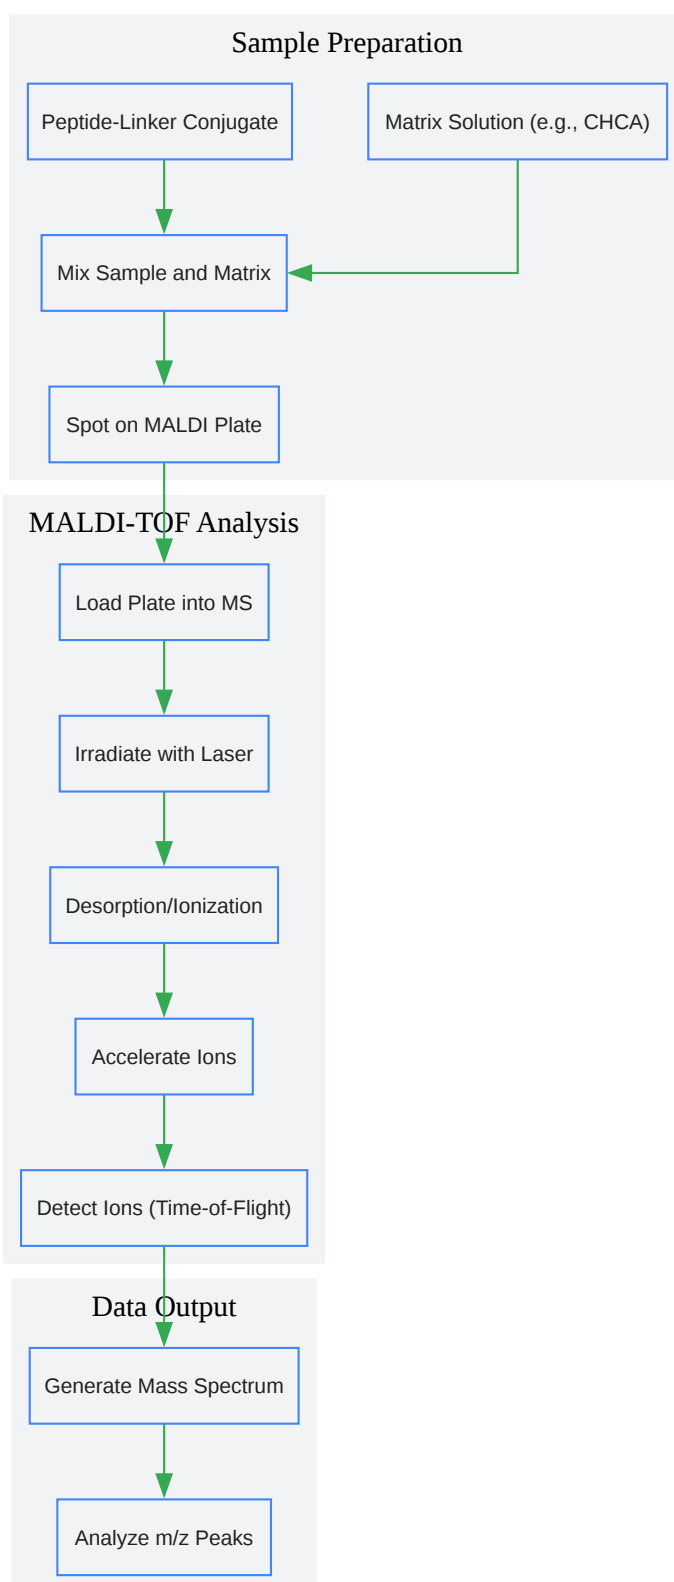 Sample Preparation
Peptide-Linker Conjugate
Matrix Solution (e.g., CHCA)
Mix Sample and Matrix
Spot on MALDI Plate
MALDI-TOF Analysis
Load Plate into MS
Irradiate with Laser
Desorption/Ionization
Accelerate Ions
Detect Ions (Time-of-Flight)
Data Output
Generate Mass Spectrum
Analyze m/z Peaks